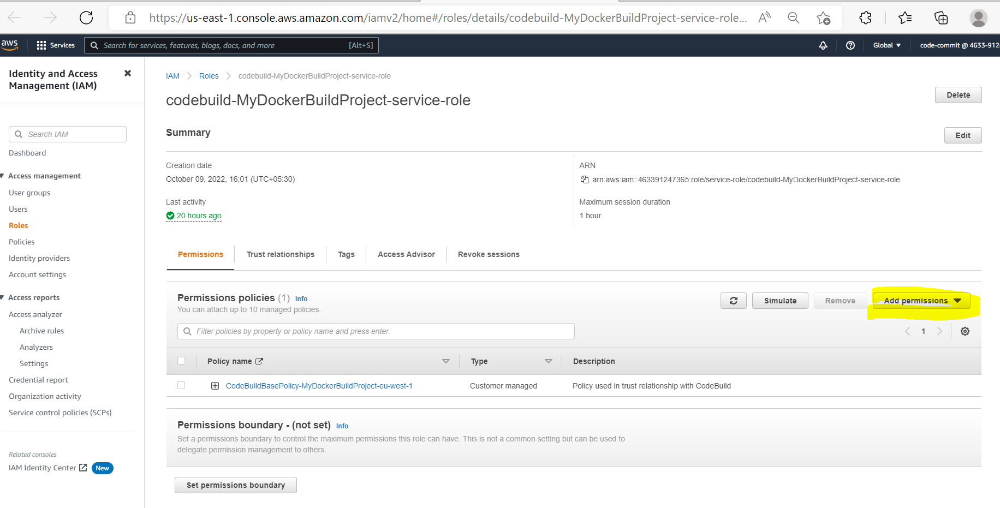 https://us-east-1.console.aws.amazon.com/iamv2/home#/roles/details/codebuild-MyDockerBuildProject-service-role...
aws Services Search for services, features, blogs, docs, and more [Alt+S] Global code-commit @ 4633-912
Identity and Access Management (IAM)
Search IAM
Dashboard
Access management
User groups
Users
Roles
Policies
Identity providers
Account settings
Access reports
Access analyzer
Archive rules
Analyzers
Settings
Credential report
Organization activity
Service control policies (SCPs)
Related consoles
IAM Identity Center New
IAM Roles codebuild-MyDockerBuildProject-service-role
codebuild-MyDockerBuildProject-service-role
Delete
Summary
Edit
Creation date
October 09, 2022, 16:01 (UTC+05:30)
ARN
arn:aws:iam::463391247365:role/service-role/codebuild-MyDockerBuildProject-service-role
Last activity
20 hours ago
Maximum session duration
1 hour
Permissions Trust relationships Tags Access Advisor Revoke sessions
Permissions policies (1) Info
You can attach up to 10 managed policies.
Simulate Remove Add permissions
Filter policies by property or policy name and press enter.
1
Policy name Type Description
CodeBuildBasePolicy-MyDockerBuildProject-eu-west-1 Customer managed Policy used in trust relationship with CodeBuild
Permissions boundary - (not set) Info
Set a permissions boundary to control the maximum permissions this role can have. This is not a common setting but can be used to
delegate permission management to others.
Set permissions boundary